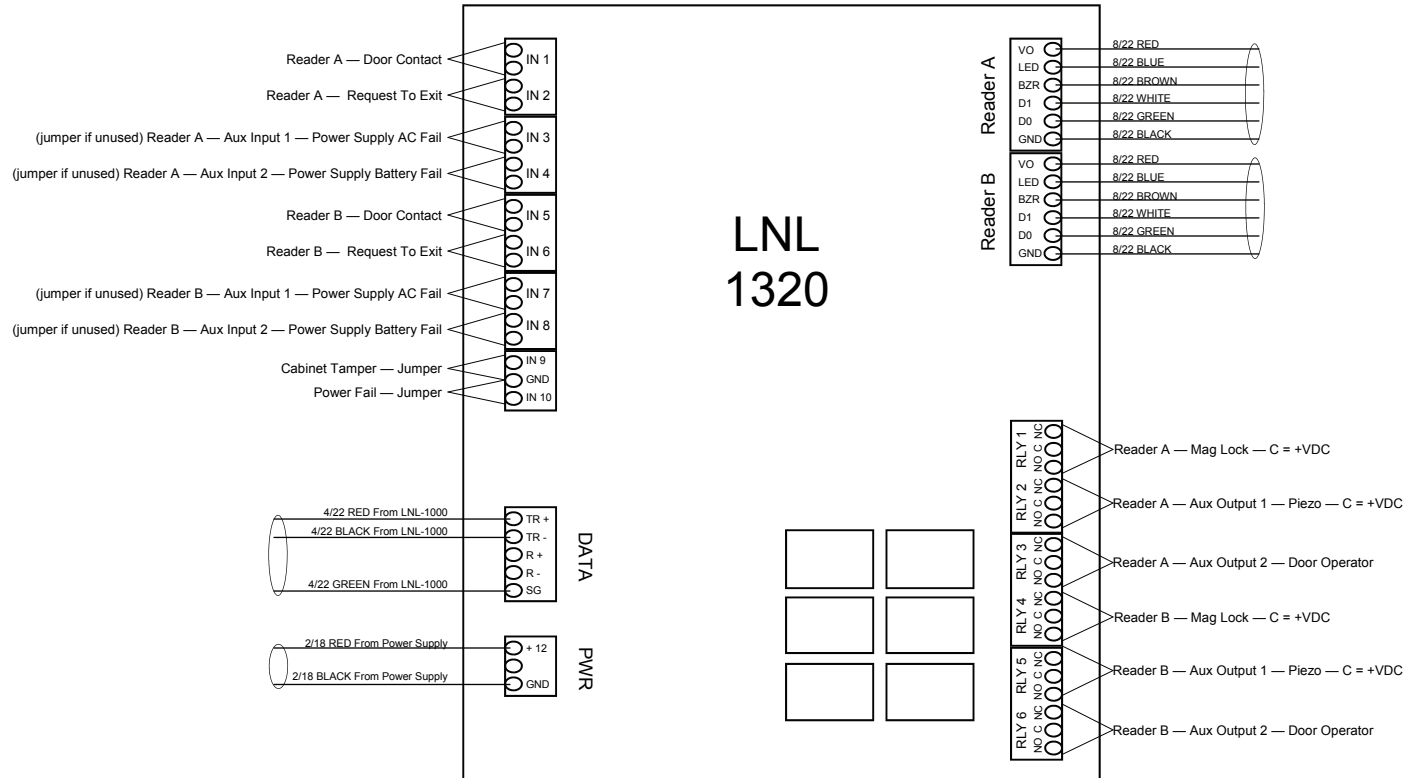 Reader A — Door Contact
IN 1
Reader A — Request To Exit
IN 2
(jumper if unused) Reader A — Aux Input 1 — Power Supply AC Fail
IN 3
(jumper if unused) Reader A — Aux Input 2 — Power Supply Battery Fail
IN 4
Reader B — Door Contact
IN 5
Reader B — Request To Exit
IN 6
(jumper if unused) Reader B — Aux Input 1 — Power Supply AC Fail
IN 7
(jumper if unused) Reader B — Aux Input 2 — Power Supply Battery Fail
IN 8
Cabinet Tamper — Jumper
IN 9
GND
Power Fail — Jumper
IN 10
4/22 RED From LNL-1000
TR +
4/22 BLACK From LNL-1000
TR -
R +
R -
4/22 GREEN From LNL-1000
SG
DATA
2/18 RED From Power Supply
+ 12
2/18 BLACK From Power Supply
GND
PWR
LNL
1320
Reader A
VO
8/22 RED
LED
8/22 BLUE
BZR
8/22 BROWN
D1
8/22 WHITE
D0
8/22 GREEN
GND
8/22 BLACK
Reader B
VO
8/22 RED
LED
8/22 BLUE
BZR
8/22 BROWN
D1
8/22 WHITE
D0
8/22 GREEN
GND
8/22 BLACK
RLY 1
NO C NC
Reader A — Mag Lock — C = +VDC
RLY 2
NO C NC
Reader A — Aux Output 1 — Piezo — C = +VDC
RLY 3
NO C NC
Reader A — Aux Output 2 — Door Operator
RLY 4
NO C NC
Reader B — Mag Lock — C = +VDC
RLY 5
NO C NC
Reader B — Aux Output 1 — Piezo — C = +VDC
RLY 6
NO C NC
Reader B — Aux Output 2 — Door Operator